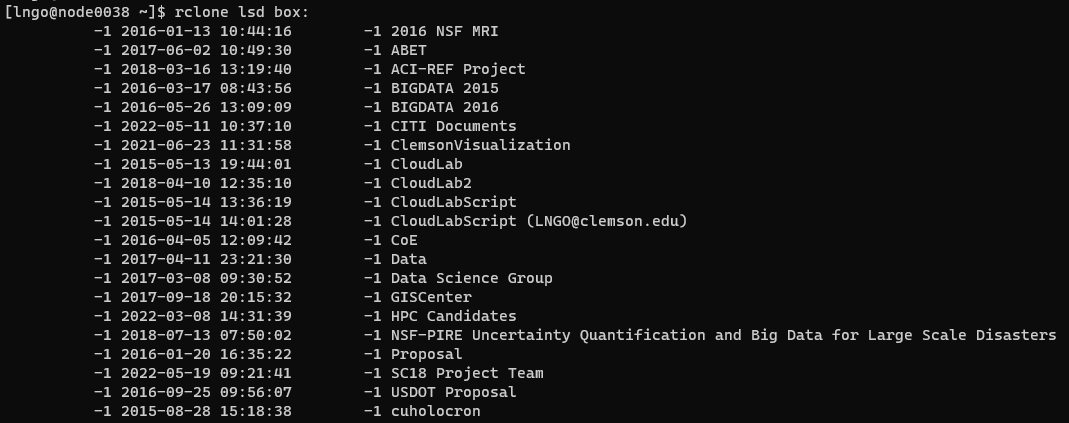 [lngo@node0038 ~]$ rclone lsd box:
          -1 2016-01-13 10:44:16        -1 2016 NSF MRI
          -1 2017-06-02 10:49:30        -1 ABET
          -1 2018-03-16 13:19:40        -1 ACI-REF Project
          -1 2016-03-17 08:43:56        -1 BIGDATA 2015
          -1 2016-05-26 13:09:09        -1 BIGDATA 2016
          -1 2022-05-11 10:37:10        -1 CITI Documents
          -1 2021-06-23 11:31:58        -1 ClemsonVisualization
          -1 2015-05-13 19:44:01        -1 CloudLab
          -1 2018-04-10 12:35:10        -1 CloudLab2
          -1 2015-05-14 13:36:19        -1 CloudLabScript
          -1 2015-05-14 14:01:28        -1 CloudLabScript (LNGO@clemson.edu)
          -1 2016-04-05 12:09:42        -1 CoE
          -1 2017-04-11 23:21:30        -1 Data
          -1 2017-03-08 09:30:52        -1 Data Science Group
          -1 2017-09-18 20:15:32        -1 GISCenter
          -1 2022-03-08 14:31:39        -1 HPC Candidates
          -1 2018-07-13 07:50:02        -1 NSF-PIRE Uncertainty Quantification and Big Data for Large Scale Disasters
          -1 2016-01-20 16:35:22        -1 Proposal
          -1 2022-05-19 09:21:41        -1 SC18 Project Team
          -1 2016-09-25 09:56:07        -1 USDOT Proposal
          -1 2015-08-28 15:18:38        -1 cuholocron